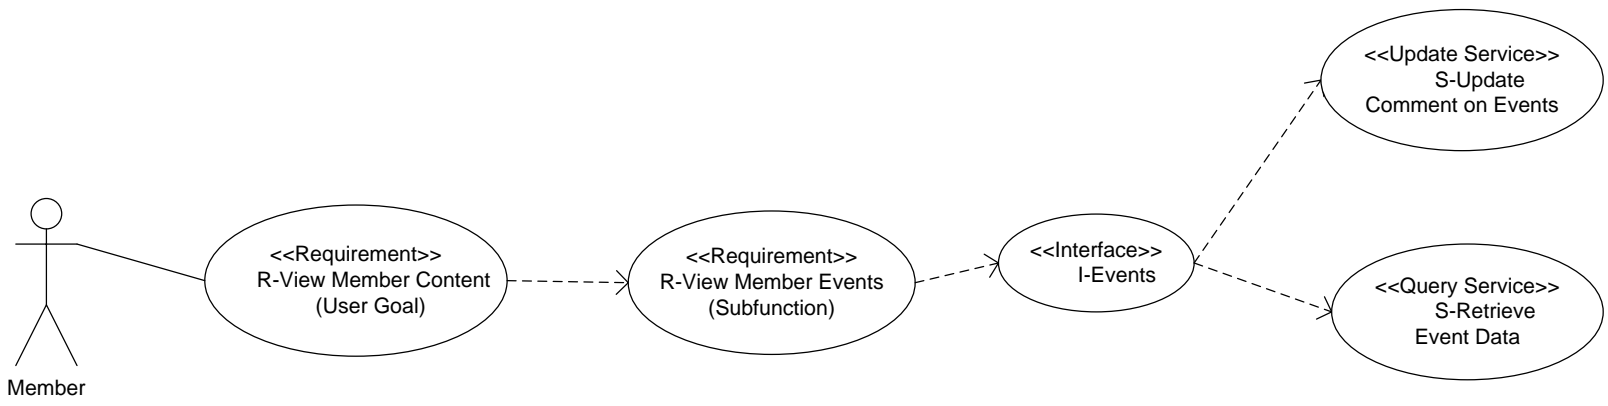 <<Update Service>>
S-Update
Comment on Events
<<Requirement>>
R-View Member Content
(User Goal)
<<Requirement>>
R-View Member Events
(Subfunction)
<<Interface>>
I-Events
<<Query Service>>
S-Retrieve
Event Data
Member